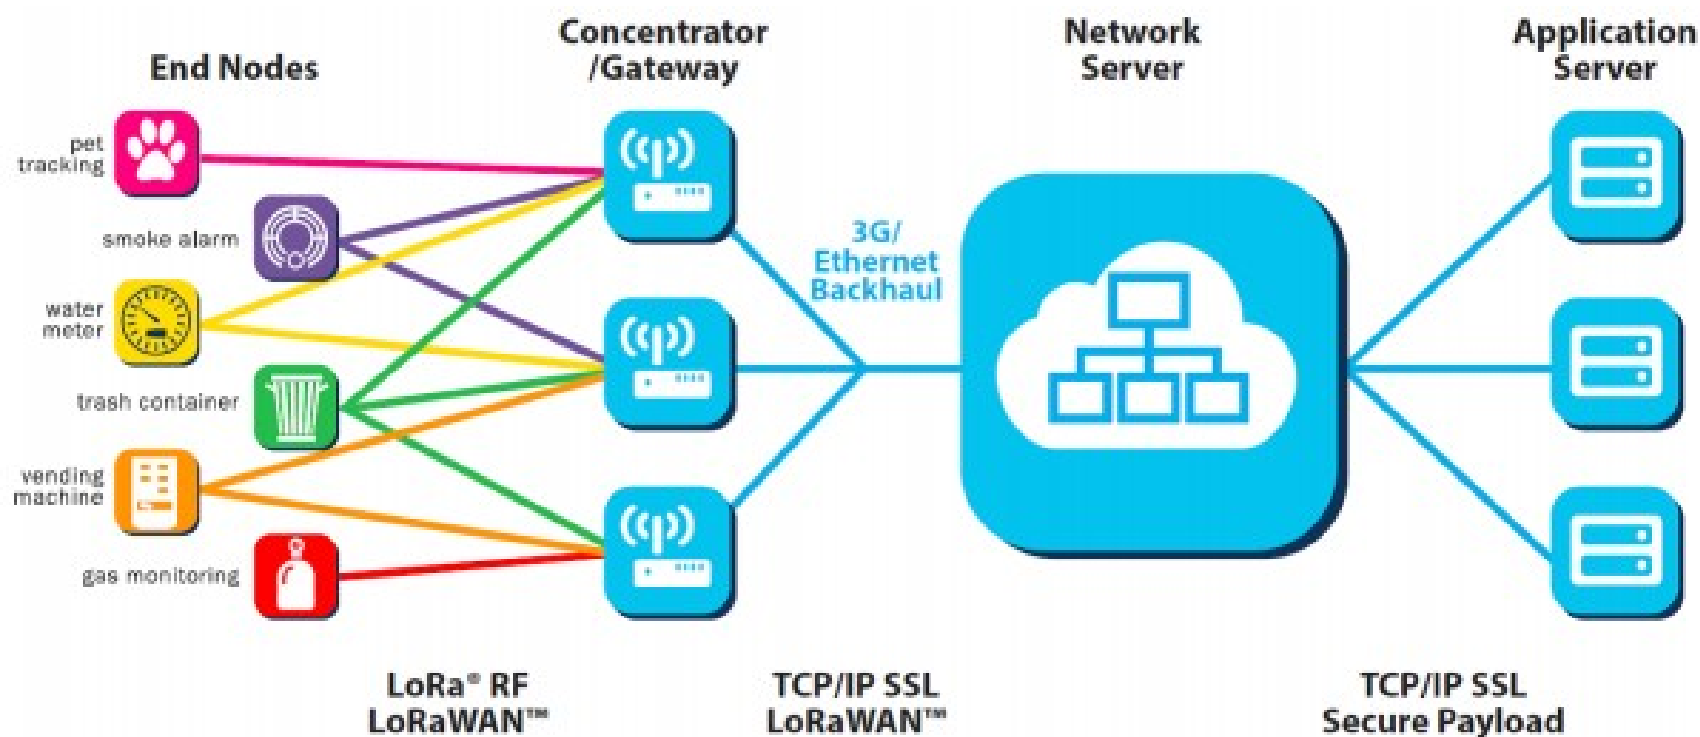 End Nodes
Concentrator
/Gateway
Network
Server
Application
Server
pet
tracking
smoke alarm
water
meter
trash container
vending
machine
gas monitoring
3G/
Ethernet
Backhaul
LoRa® RF
LoRaWAN™
TCP/IP SSL
LoRaWAN™
TCP/IP SSL
Secure Payload